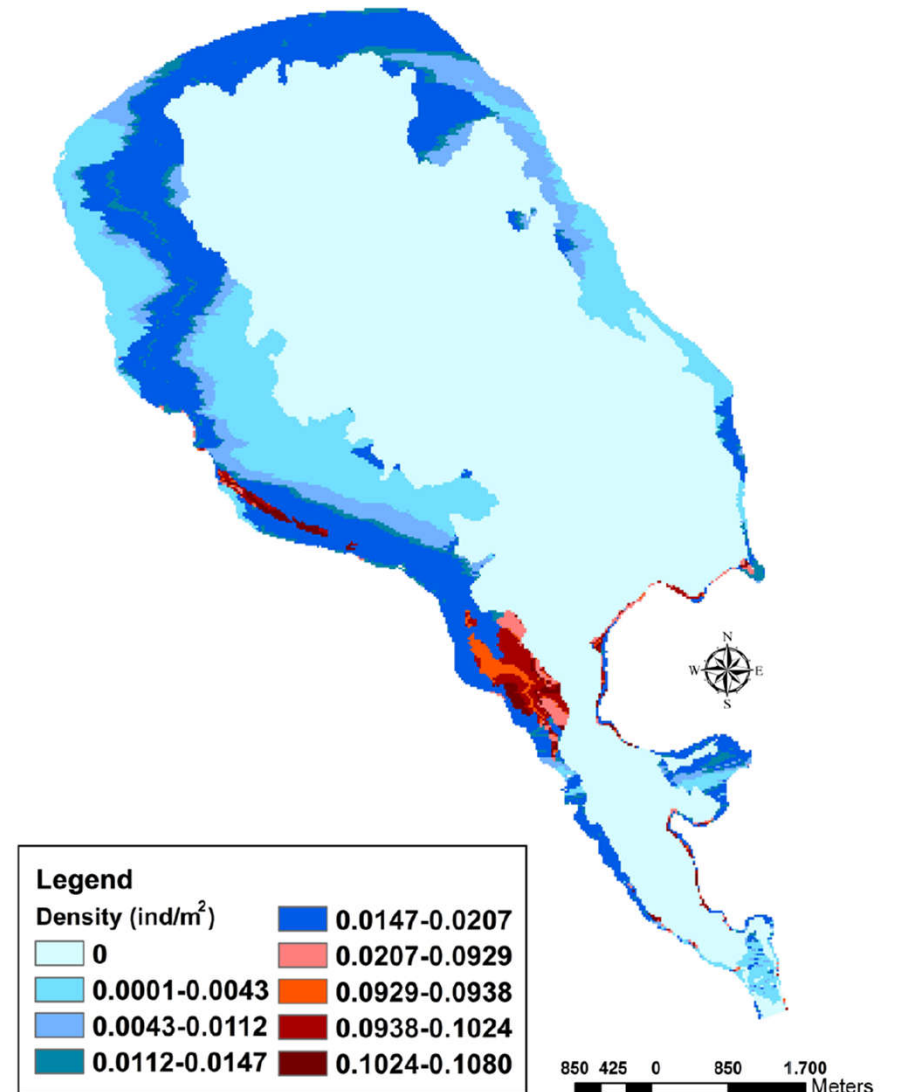 N
W E
S
Legend
Density (ind/m²)
0
0.0001-0.0043
0.0043-0.0112
0.0112-0.0147
0.0147-0.0207
0.0207-0.0929
0.0929-0.0938
0.0938-0.1024
0.1024-0.1080
850 425 0 850 1.700
Meters